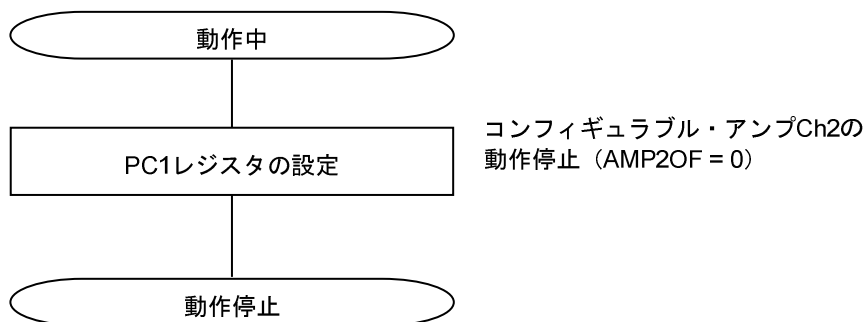 動作中
PC1レジスタの設定
コンフィギュラブル・アンプCh2の
動作停止（AMP2OF = 0）
動作停止